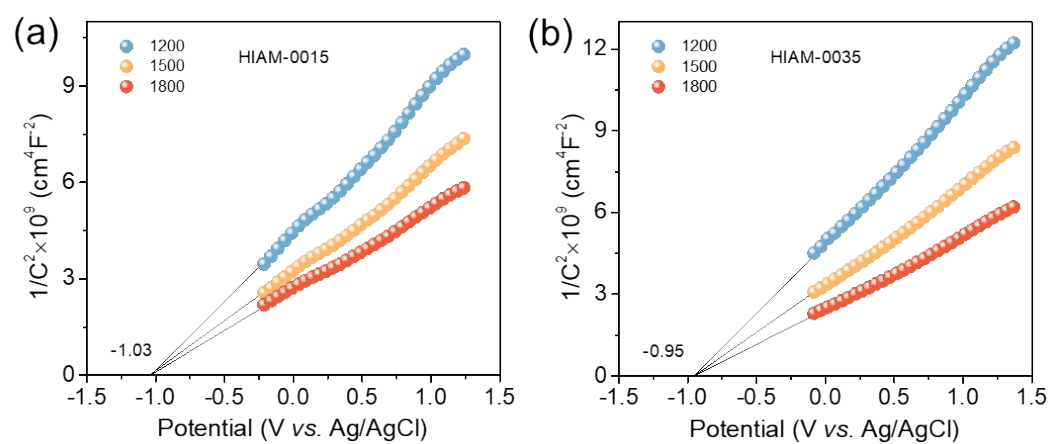 (a)
1200
1500
1800
HIAM-0015
9
6
3
0
-1.03
-1.5 -1.0 -0.5 0.0 0.5 1.0 1.5
1/C²×10⁹ (cm⁴F⁻²)
Potential (V vs. Ag/AgCl)
(b)
1200
1500
1800
HIAM-0035
12
9
6
3
0
-0.95
-1.5 -1.0 -0.5 0.0 0.5 1.0 1.5
1/C²×10⁹ (cm⁴F⁻²)
Potential (V vs. Ag/AgCl)